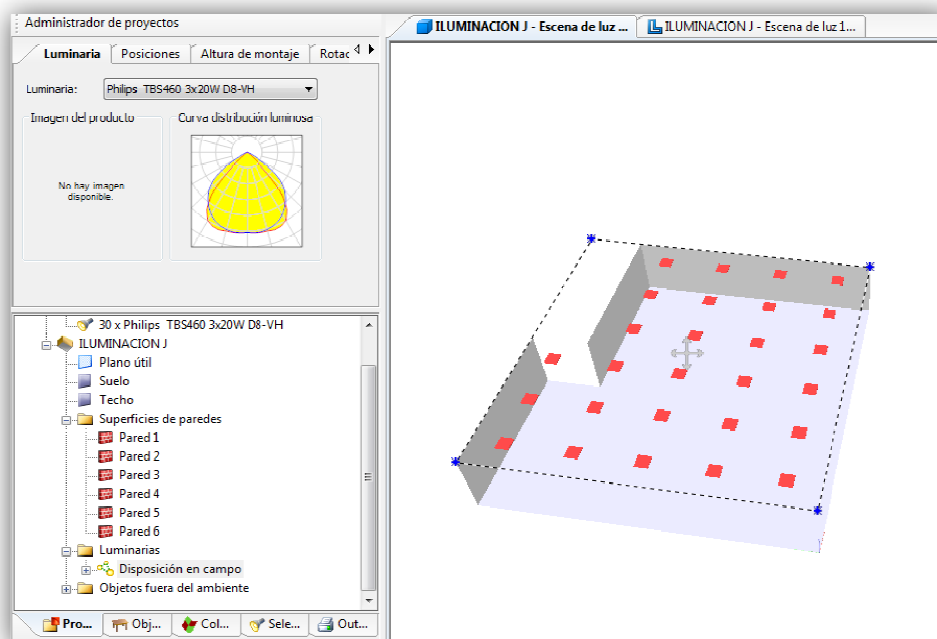 Administrador de proyectos
Luminaria
Posiciones
Altura de montaje
Rotac
Luminaria:
Philips TBS460 3x20W D8-VH
Imagen del producto
Curva distribución luminosa
No hay imagen
disponible.
30 x Philips TBS460 3x20W D8-VH
ILUMINACION J
Plano útil
Suelo
Techo
Superficies de paredes
Pared 1
Pared 2
Pared 3
Pared 4
Pared 5
Pared 6
Luminarias
Disposición en campo
Objetos fuera del ambiente
Pro...
Obj...
Col...
Sele...
Out...
ILUMINACION J - Escena de luz ...
ILUMINACION J - Escena de luz 1...